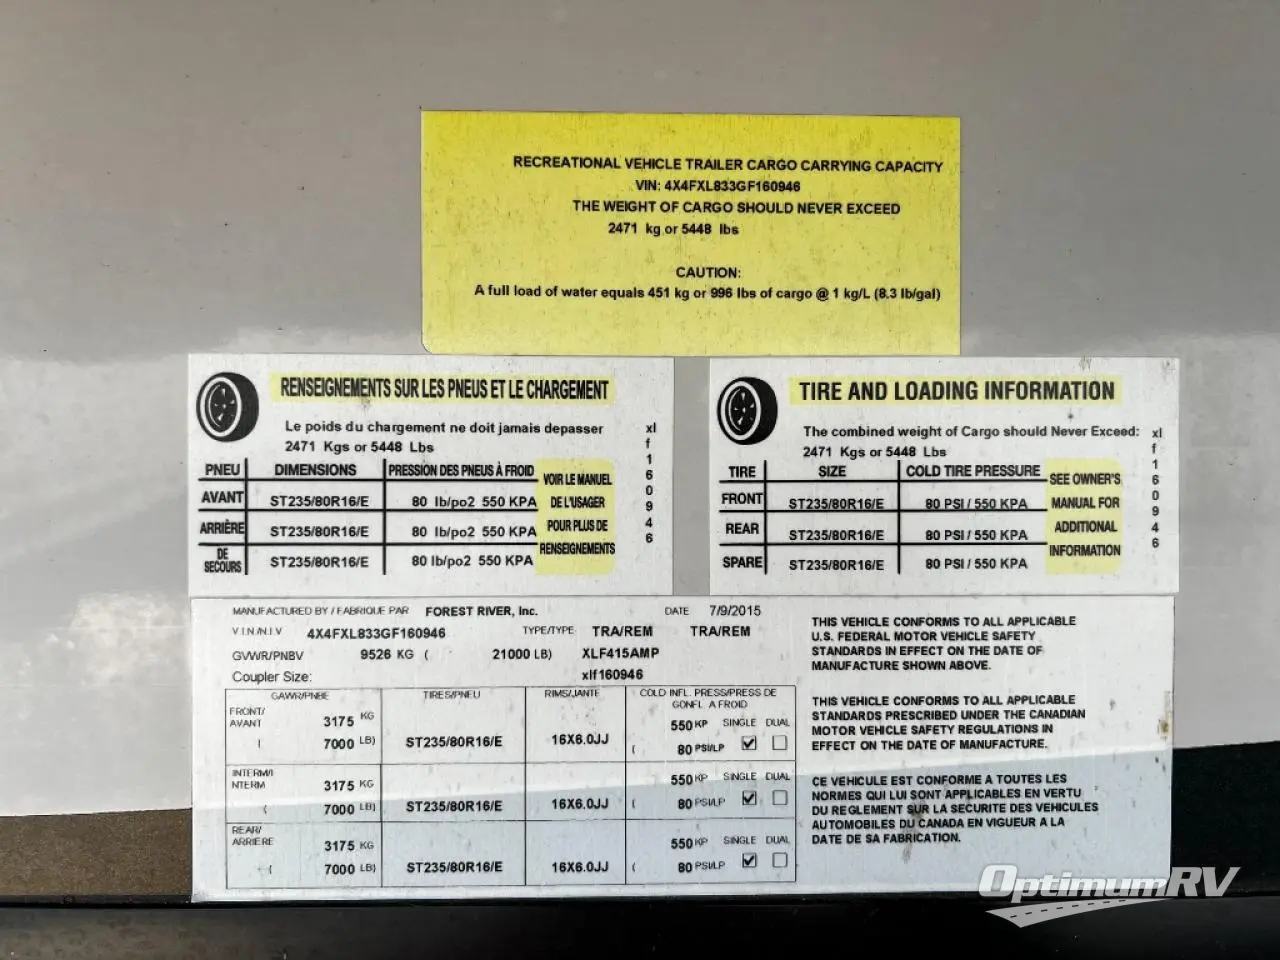 RECREATIONAL VEHICLE TRAILER CARGO CARRYING CAPACITY
VIN: 4X4FXL833GF160946
THE WEIGHT OF CARGO SHOULD NEVER EXCEED
2471 kg or 5448 lbs
CAUTION:
A full load of water equals 451 kg or 996 lbs of cargo @ 1 kg/L (8.3 lb/gal)
RENSEIGNEMENTS SUR LES PNEUS ET LE CHARGEMENT
Le poids du chargement ne doit jamais depasser
2471 Kgs or 5448 Lbs
PNEU DIMENSIONS PRESSION DES PNEUS À FROID
AVANT ST235/80R16/E 80 lb/po2 550 KPA
ARRIÈRE ST235/80R16/E 80 lb/po2 550 KPA
DE SECOURS ST235/80R16/E 80 lb/po2 550 KPA
VOIR LE MANUEL
DE L'USAGER
POUR PLUS DE
RENSEIGNEMENTS
xlf160946
TIRE AND LOADING INFORMATION
The combined weight of Cargo should Never Exceed:
2471 Kgs or 5448 Lbs
TIRE SIZE COLD TIRE PRESSURE
FRONT ST235/80R16/E 80 PSI / 550 KPA
REAR ST235/80R16/E 80 PSI / 550 KPA
SPARE ST235/80R16/E 80 PSI / 550 KPA
SEE OWNER'S
MANUAL FOR
ADDITIONAL
INFORMATION
xlf160946
MANUFACTURED BY / FABRIQUE PAR FOREST RIVER, Inc. DATE 7/9/2015
V.I.N./N.I.V 4X4FXL833GF160946 TYPE/TYPE TRA/REM TRA/REM
GVWR/PNBV 9526 KG ( 21000 LB) XLF415AMP
Coupler Size: xlf160946
GAWR/PNBE TIRES/PNEU RIMS/JANTE COLD INFL. PRESS/PRESS DE
GONFL. A FROID
FRONT/
AVANT 3175 KG 550 KP SINGLE DUAL
( 7000 LB) ST235/80R16/E 16X6.0JJ ( 80 PSI/LP
INTERM/I
NTERM 3175 KG 550 KP SINGLE DUAL
( 7000 LB) ST235/80R16/E 16X6.0JJ ( 80 PSI/LP
REAR/
ARRIERE 3175 KG 550 KP SINGLE DUAL
( 7000 LB) ST235/80R16/E 16X6.0JJ ( 80 PSI/LP
THIS VEHICLE CONFORMS TO ALL APPLICABLE
U.S. FEDERAL MOTOR VEHICLE SAFETY
STANDARDS IN EFFECT ON THE DATE OF
MANUFACTURE SHOWN ABOVE.
THIS VEHICLE CONFORMS TO ALL APPLICABLE
STANDARDS PRESCRIBED UNDER THE CANADIAN
MOTOR VEHICLE SAFETY REGULATIONS IN
EFFECT ON THE DATE OF MANUFACTURE.
CE VEHICULE EST CONFORME A TOUTES LES
NORMES QUI LUI SONT APPLICABLES EN VERTU
DU REGLEMENT SUR LA SECURITE DES VEHICULES
AUTOMOBILES DU CANADA EN VIGUEUR A LA
DATE DE SA FABRICATION.
OptimumRV